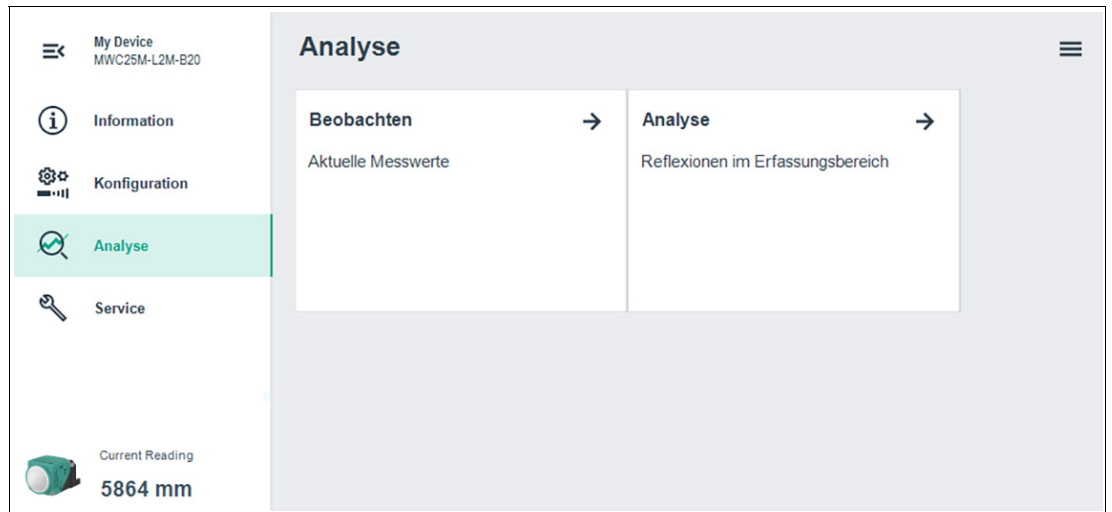 My Device
MWC25M-L2M-B20
Information
Konfiguration
Analyse
Service
Current Reading
5864 mm
Analyse
Beobachten
Aktuelle Messwerte
Analyse
Reflexionen im Erfassungsbereich